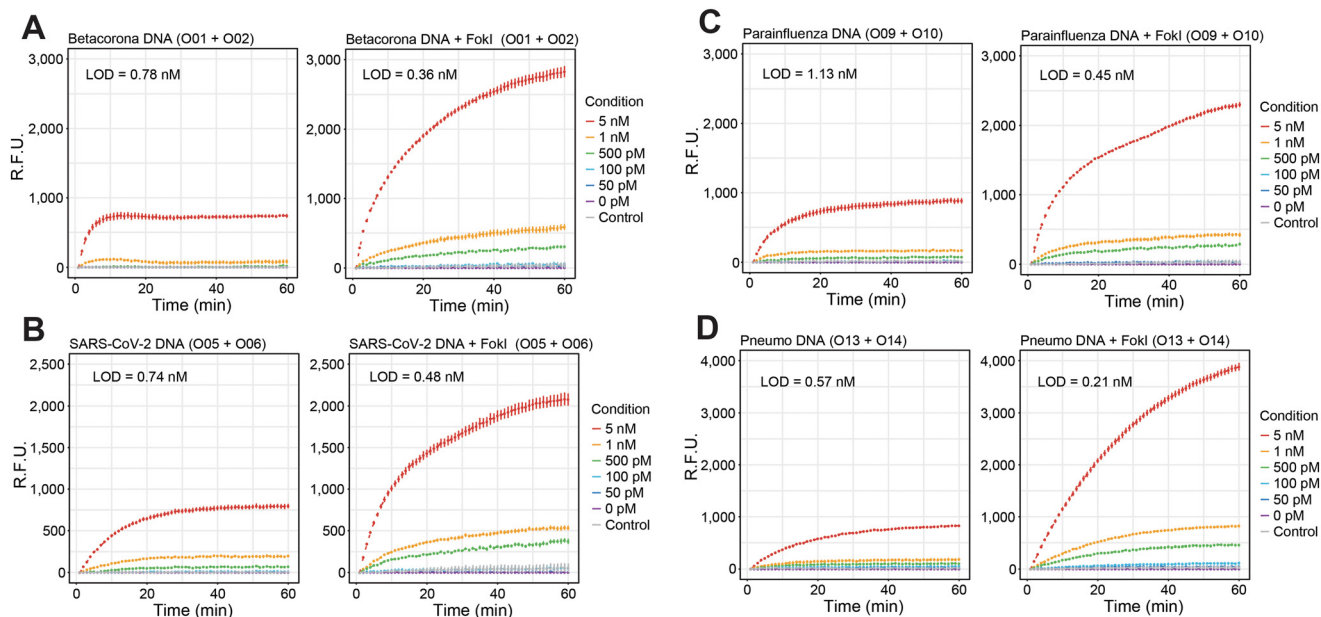 A
Betacorona DNA (O01 + O02)
3,000
2,000
1,000
0
R.F.U.
LOD = 0.78 nM
0 20 40 60
Time (min)
Betacorona DNA + FokI (O01 + O02)
3,000
2,000
1,000
0
LOD = 0.36 nM
0 20 40 60
Time (min)
Condition
5 nM
1 nM
500 pM
100 pM
50 pM
0 pM
Control
B
SARS-CoV-2 DNA (O05 + O06)
2,500
2,000
1,500
1,000
500
0
R.F.U.
LOD = 0.74 nM
0 20 40 60
Time (min)
SARS-CoV-2 DNA + FokI (O05 + O06)
2,500
2,000
1,500
1,000
500
0
LOD = 0.48 nM
0 20 40 60
Time (min)
Condition
5 nM
1 nM
500 pM
100 pM
50 pM
0 pM
Control
C
Parainfluenza DNA (O09 + O10)
3,000
2,000
1,000
0
R.F.U.
LOD = 1.13 nM
0 20 40 60
Time (min)
Parainfluenza DNA + FokI (O09 + O10)
3,000
2,000
1,000
0
LOD = 0.45 nM
0 20 40 60
Time (min)
Condition
5 nM
1 nM
500 pM
100 pM
50 pM
0 pM
Control
D
Pneumo DNA (O13 + O14)
4,000
3,000
2,000
1,000
0
R.F.U.
LOD = 0.57 nM
0 20 40 60
Time (min)
Pneumo DNA + FokI (O13 + O14)
4,000
3,000
2,000
1,000
0
LOD = 0.21 nM
0 20 40 60
Time (min)
Condition
5 nM
1 nM
500 pM
100 pM
50 pM
0 pM
Control